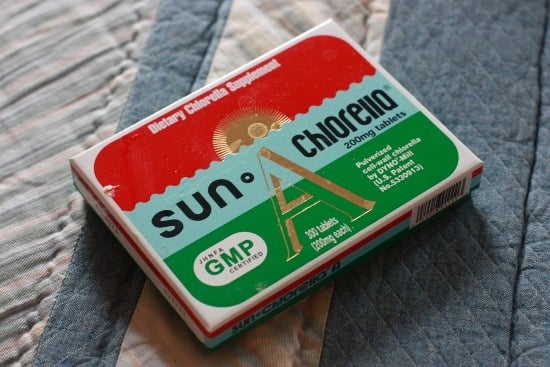 Dietary Chlorella Supplement
sun • A Chlorella®
200mg tablets
Pulverized
cell-wall chlorella
by DYNO®-Mill
(U.S. Patent
No.5330913)
300 tablets
(200mg each)
JHNFA
GMP
CERTIFIED
sun-Chlorella A